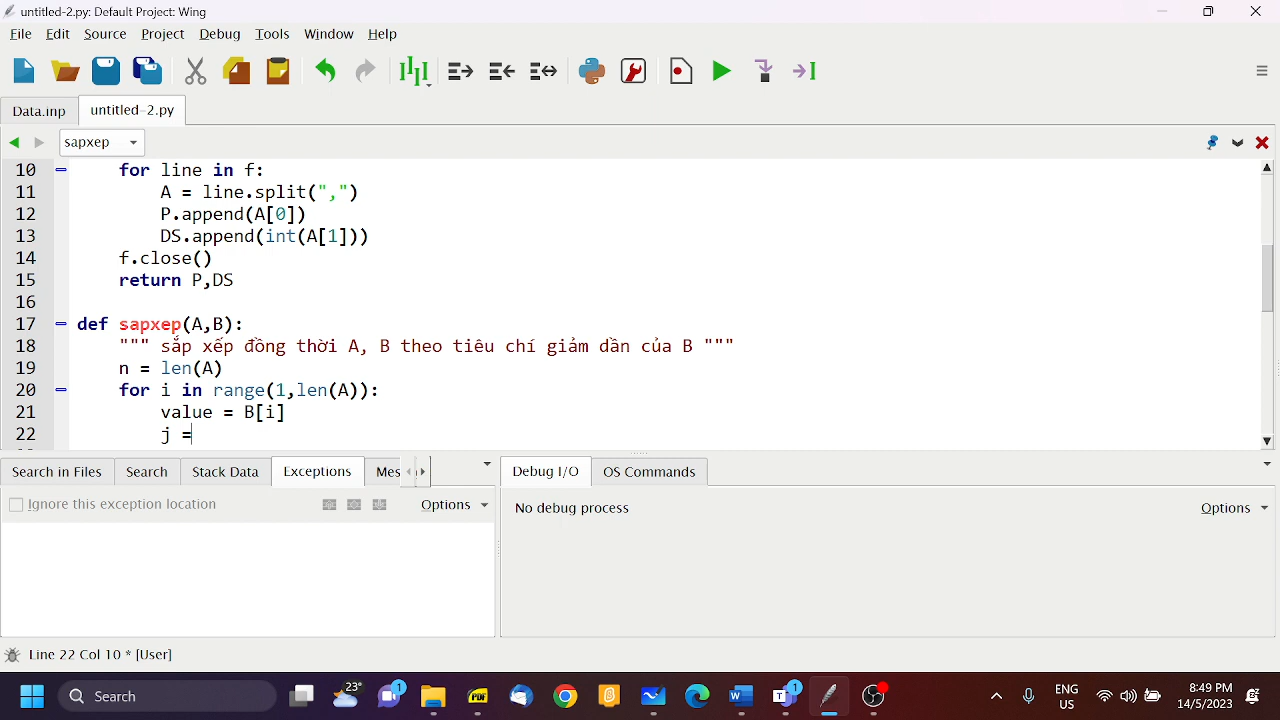 untitled-2.py: Default Project: Wing
File Edit Source Project Debug Tools Window Help
Data.inp untitled-2.py
sapxep
10 for line in f:
11 A = line.split(",")
12 P.append(A[0])
13 DS.append(int(A[1]))
14 f.close()
15 return P,DS
16
17 def sapxep(A,B):
18 """ sắp xếp đồng thời A, B theo tiêu chí giảm dần của B """
19 n = len(A)
20 for i in range(1,len(A)):
21 value = B[i]
22 j =
Search in Files Search Stack Data Exceptions Mes Debug I/O OS Commands
Ignore this exception location Options No debug process Options
Line 22 Col 10 * [User]
Search 23° 1 PDF 1 ENG US 8:49 PM 14/5/2023